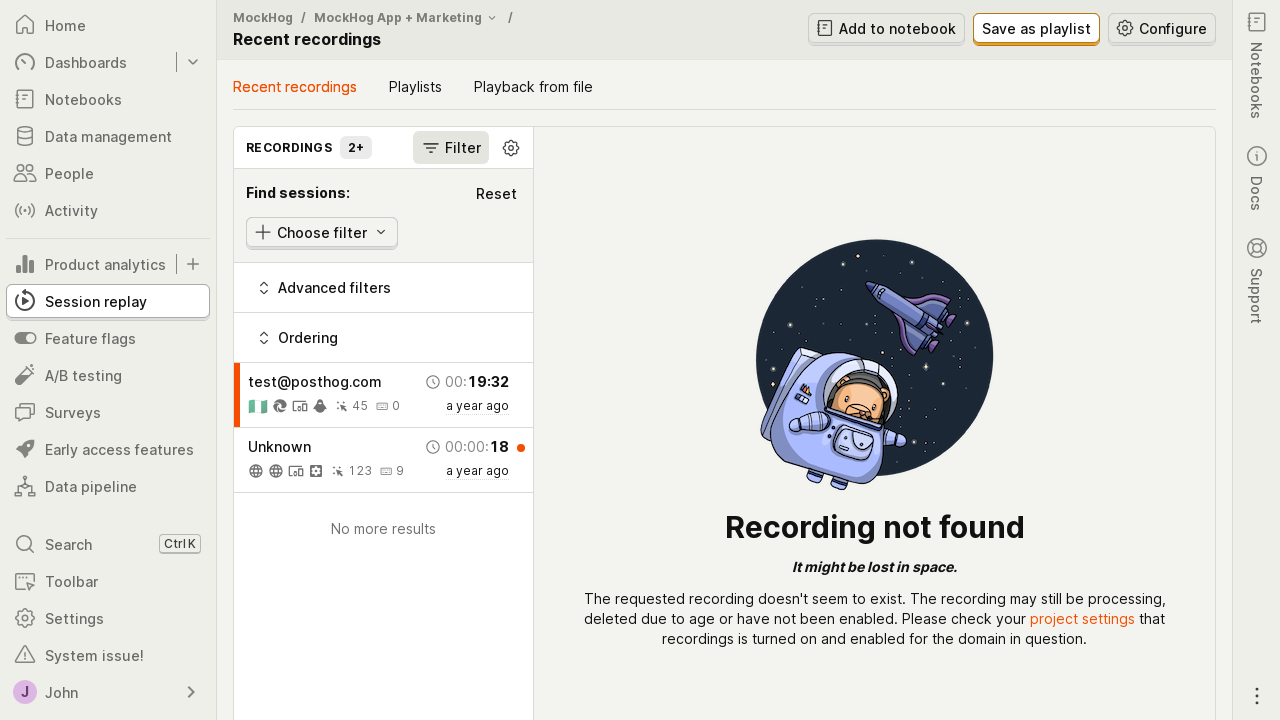 Home
Dashboards
Notebooks
Data management
People
Activity
Product analytics
Session replay
Feature flags
A/B testing
Surveys
Early access features
Data pipeline
Search
Ctrl K
Toolbar
Settings
System issue!
J
John
MockHog / MockHog App + Marketing /
Recent recordings
Add to notebook
Save as playlist
Configure
Recent recordings
Playlists
Playback from file
RECORDINGS 2+
Filter
Find sessions:
Reset
Choose filter
Advanced filters
Ordering
test@posthog.com 00:19:32
45 0 a year ago
Unknown 00:00:18
123 9 a year ago
No more results
Recording not found
It might be lost in space.
The requested recording doesn't seem to exist. The recording may still be processing,
deleted due to age or have not been enabled. Please check your project settings that
recordings is turned on and enabled for the domain in question.
Notebooks
Docs
Support